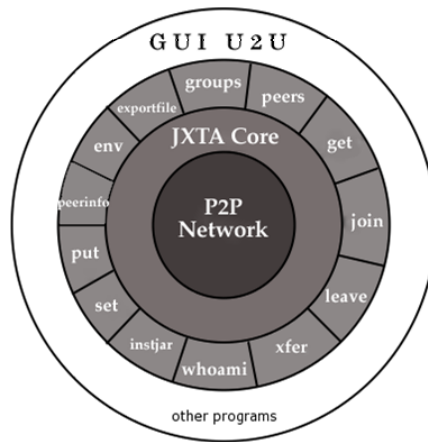 GUI U2U
groups
peers
exportfile
get
env
JXTA Core
peerinfo
P2P
Network
join
put
set
leave
instjar
xfer
whoami
other programs